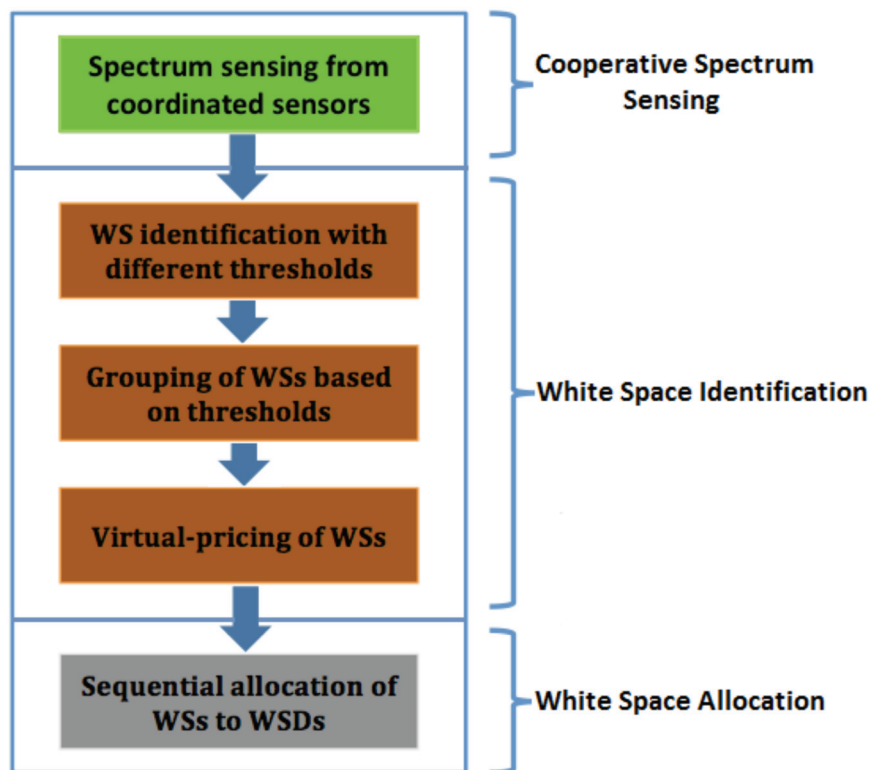 Spectrum sensing from
coordinated sensors
Cooperative Spectrum
Sensing
WS identification with
different thresholds
Grouping of WSs based
on thresholds
White Space Identification
Virtual-pricing of WSs
Sequential allocation of
WSs to WSDs
White Space Allocation